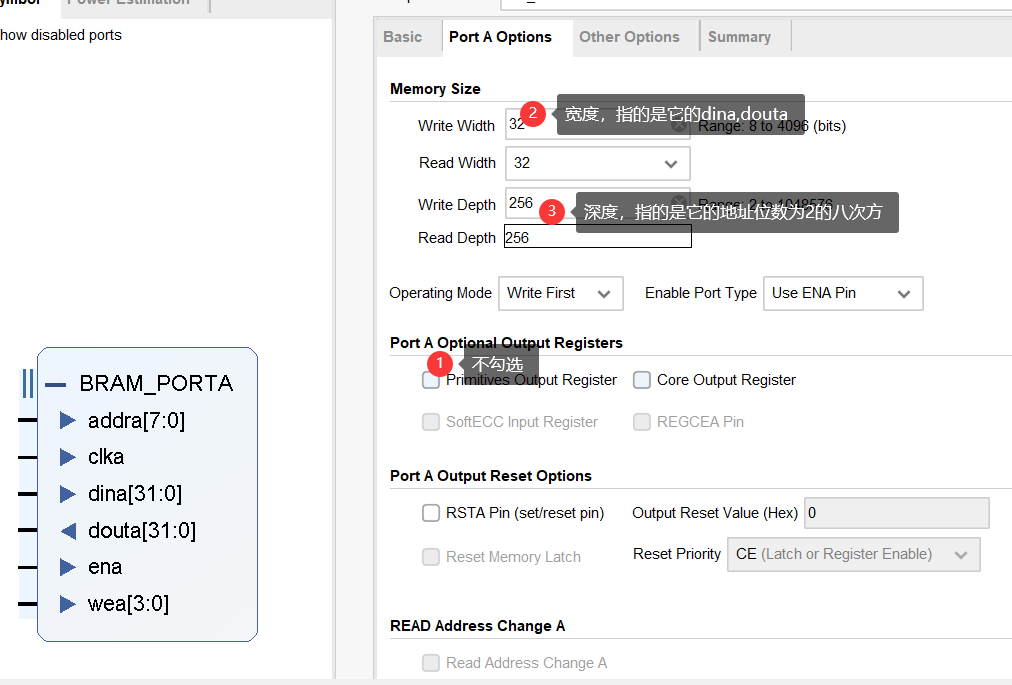 Power Estimation
how disabled ports
Basic
Port A Options
Other Options
Summary
Memory Size
Write Width
32
2
宽度，指的是它的dina,douta
Range: 8 to 4096 (bits)
Read Width
32
Write Depth
256
3
深度，指的是它的地址位数为2的八次方
Range: 2 to 1048576
Read Depth
256
Operating Mode
Write First
Enable Port Type
Use ENA Pin
Port A Optional Output Registers
1
不勾选
Primitives Output Register
Core Output Register
SoftECC Input Register
REGCEA Pin
Port A Output Reset Options
RSTA Pin (set/reset pin)
Output Reset Value (Hex)
0
Reset Memory Latch
Reset Priority
CE (Latch or Register Enable)
READ Address Change A
Read Address Change A
BRAM_PORTA
addra[7:0]
clka
dina[31:0]
douta[31:0]
ena
wea[3:0]